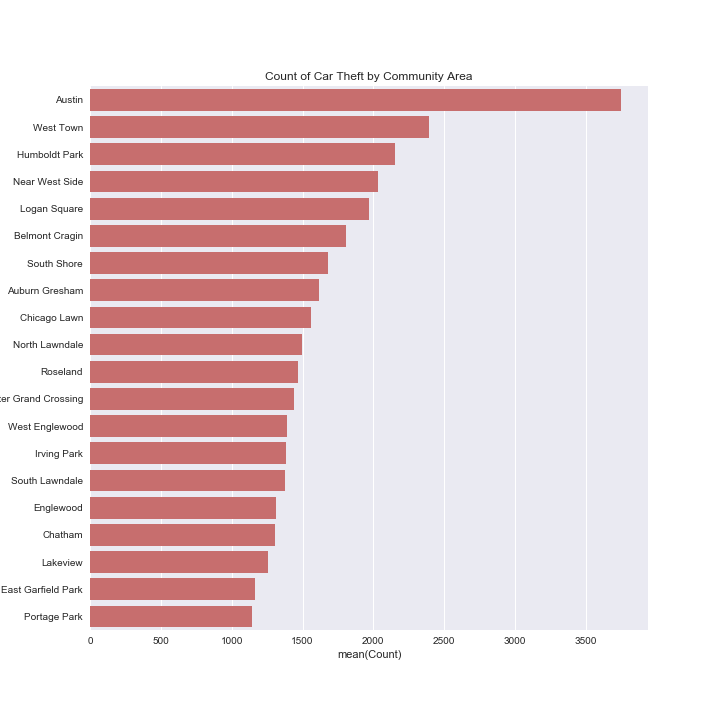 Count of Car Theft by Community Area
Austin
West Town
Humboldt Park
Near West Side
Logan Square
Belmont Cragin
South Shore
Auburn Gresham
Chicago Lawn
North Lawndale
Roseland
ter Grand Crossing
West Englewood
Irving Park
South Lawndale
Englewood
Chatham
Lakeview
East Garfield Park
Portage Park
0 500 1000 1500 2000 2500 3000 3500
mean(Count)